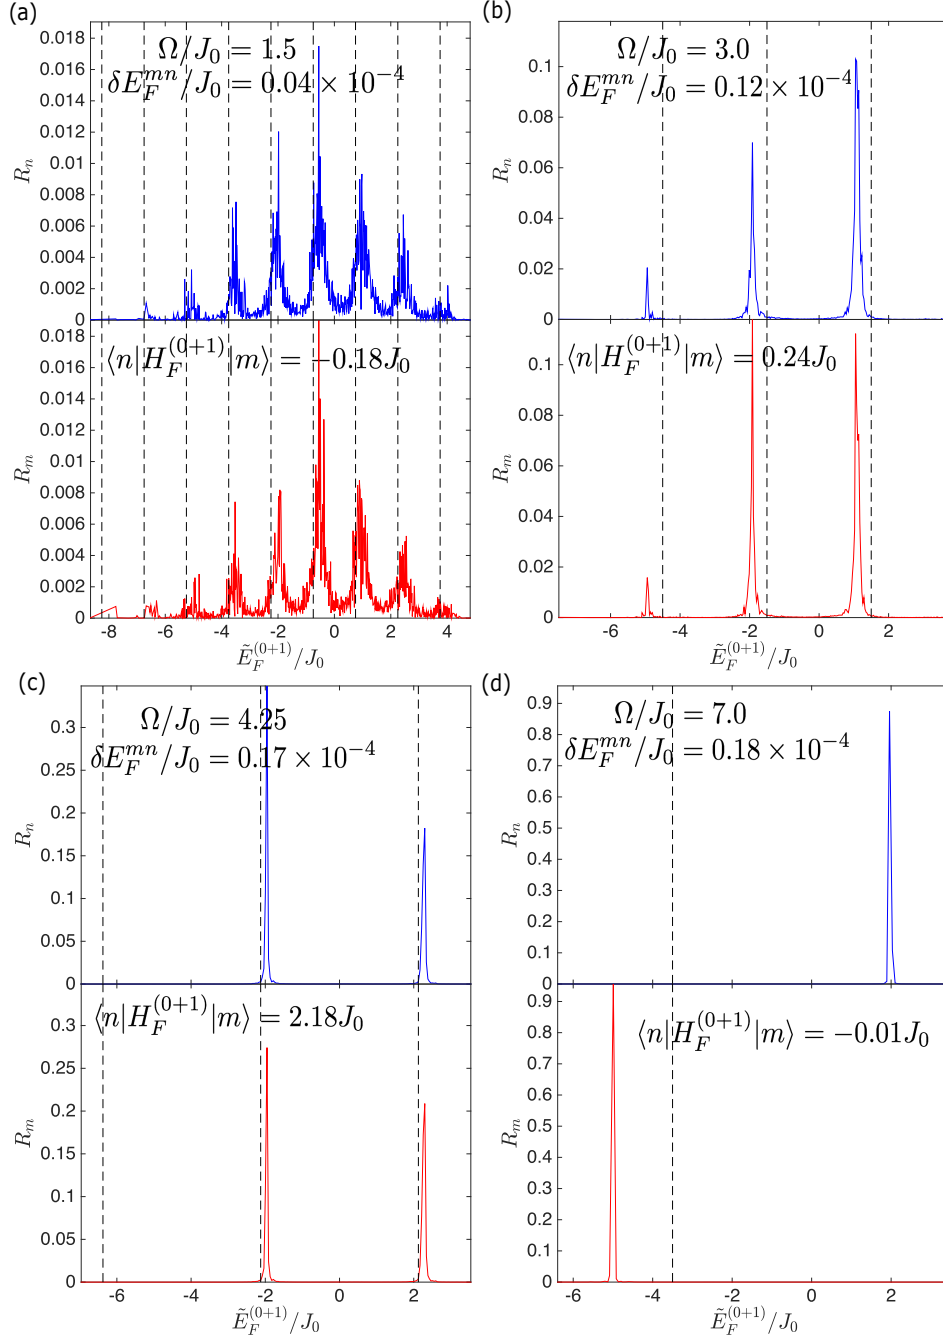 (a)
Ω/J₀ = 1.5
δE_F^{mn}/J₀ = 0.04 × 10⁻⁴
R_n
0.018
0.016
0.014
0.012
0.01
0.008
0.006
0.004
0.002
0
⟨n|H_F^{(0+1)}|m⟩ = −0.18J₀
R_m
0.018
0.016
0.014
0.012
0.01
0.008
0.006
0.004
0.002
0
-8 -6 -4 -2 0 2 4
Ẽ_F^{(0+1)}/J₀
(b)
Ω/J₀ = 3.0
δE_F^{mn}/J₀ = 0.12 × 10⁻⁴
R_n
0.1
0.08
0.06
0.04
0.02
0
⟨n|H_F^{(0+1)}|m⟩ = 0.24J₀
R_m
0.1
0.08
0.06
0.04
0.02
0
-6 -4 -2 0 2
Ẽ_F^{(0+1)}/J₀
(c)
Ω/J₀ = 4.25
δE_F^{mn}/J₀ = 0.17 × 10⁻⁴
R_n
0.3
0.25
0.2
0.15
0.1
0.05
0
⟨n|H_F^{(0+1)}|m⟩ = 2.18J₀
R_m
0.3
0.25
0.2
0.15
0.1
0.05
0
-6 -4 -2 0 2
Ẽ_F^{(0+1)}/J₀
(d)
Ω/J₀ = 7.0
δE_F^{mn}/J₀ = 0.18 × 10⁻⁴
R_n
0.9
0.8
0.7
0.6
0.5
0.4
0.3
0.2
0.1
0
⟨n|H_F^{(0+1)}|m⟩ = −0.01J₀
R_m
0.9
0.8
0.7
0.6
0.5
0.4
0.3
0.2
0.1
0
-6 -4 -2 0 2
Ẽ_F^{(0+1)}/J₀